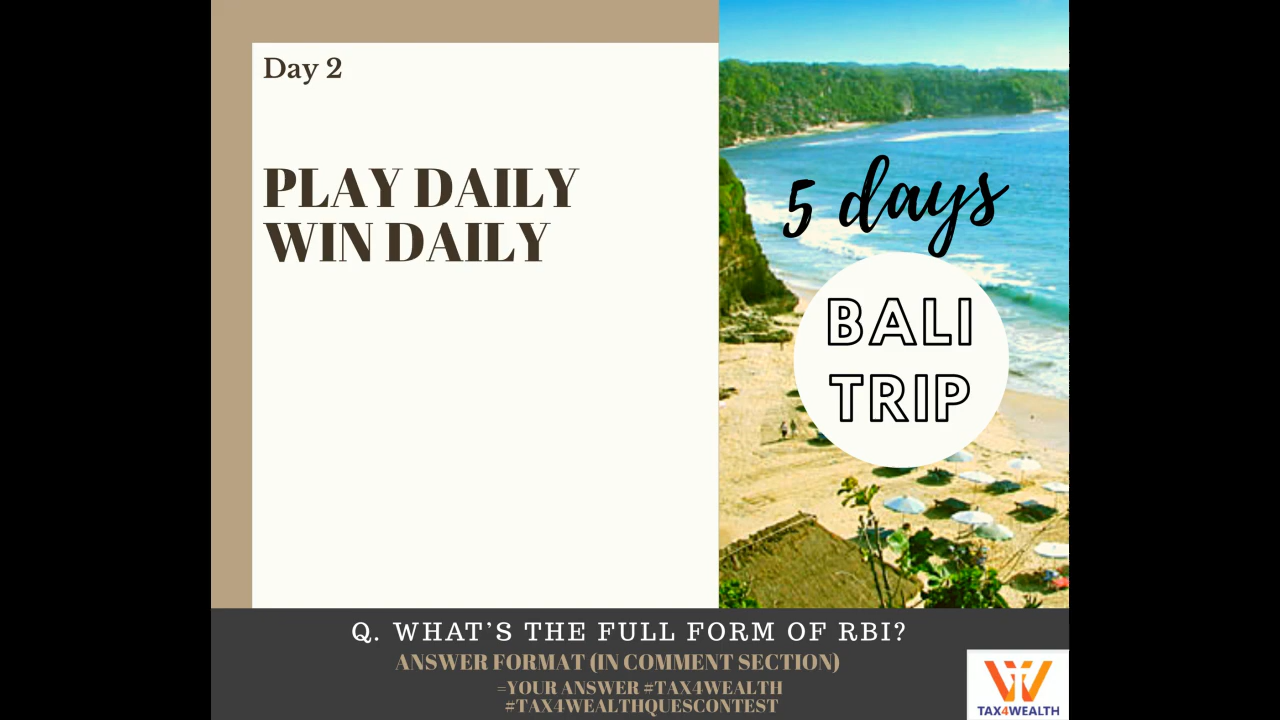 Day 2
PLAY DAILY
WIN DAILY
5 days
BALI
TRIP
Q. WHAT'S THE FULL FORM OF RBI?
ANSWER FORMAT (IN COMMENT SECTION)
=YOUR ANSWER #TAX4WEALTH
#TAX4WEALTHQUESCONTEST
TAX4WEALTH